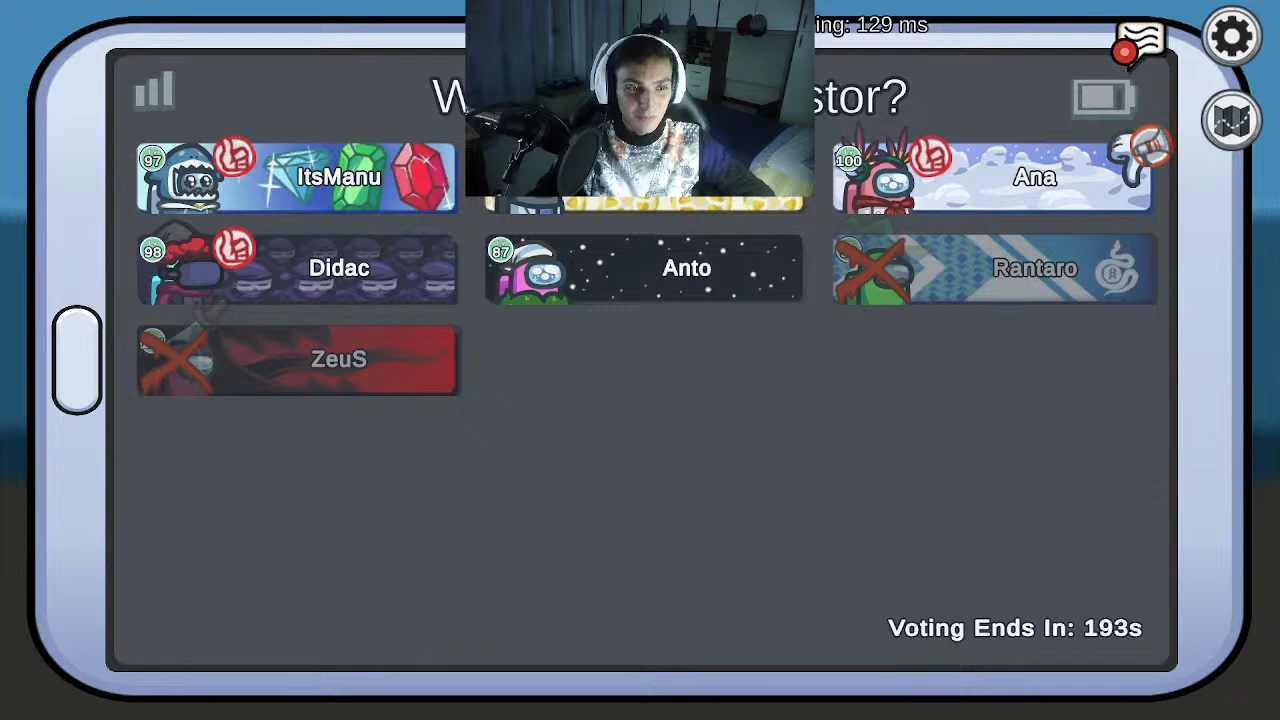 ing: 129 ms
W stor?
97 ItsManu
100 Ana
98 Didac
87 Anto
Rantaro
ZeuS
Voting Ends In: 193s